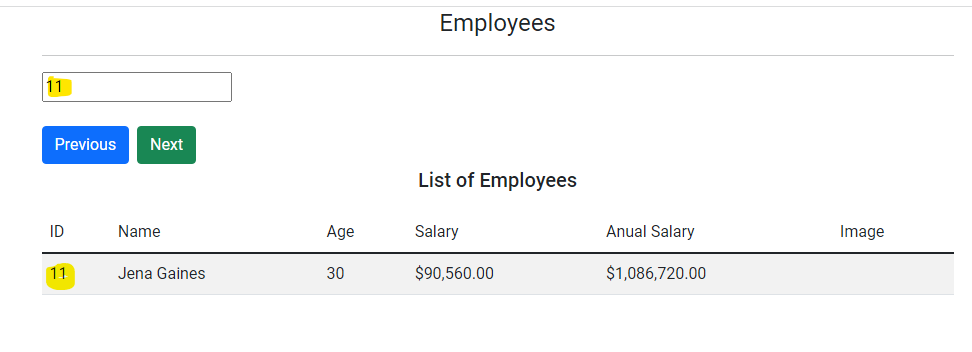 Employees
11
Previous Next
List of Employees
ID Name Age Salary Anual Salary Image
11 Jena Gaines 30 $90,560.00 $1,086,720.00